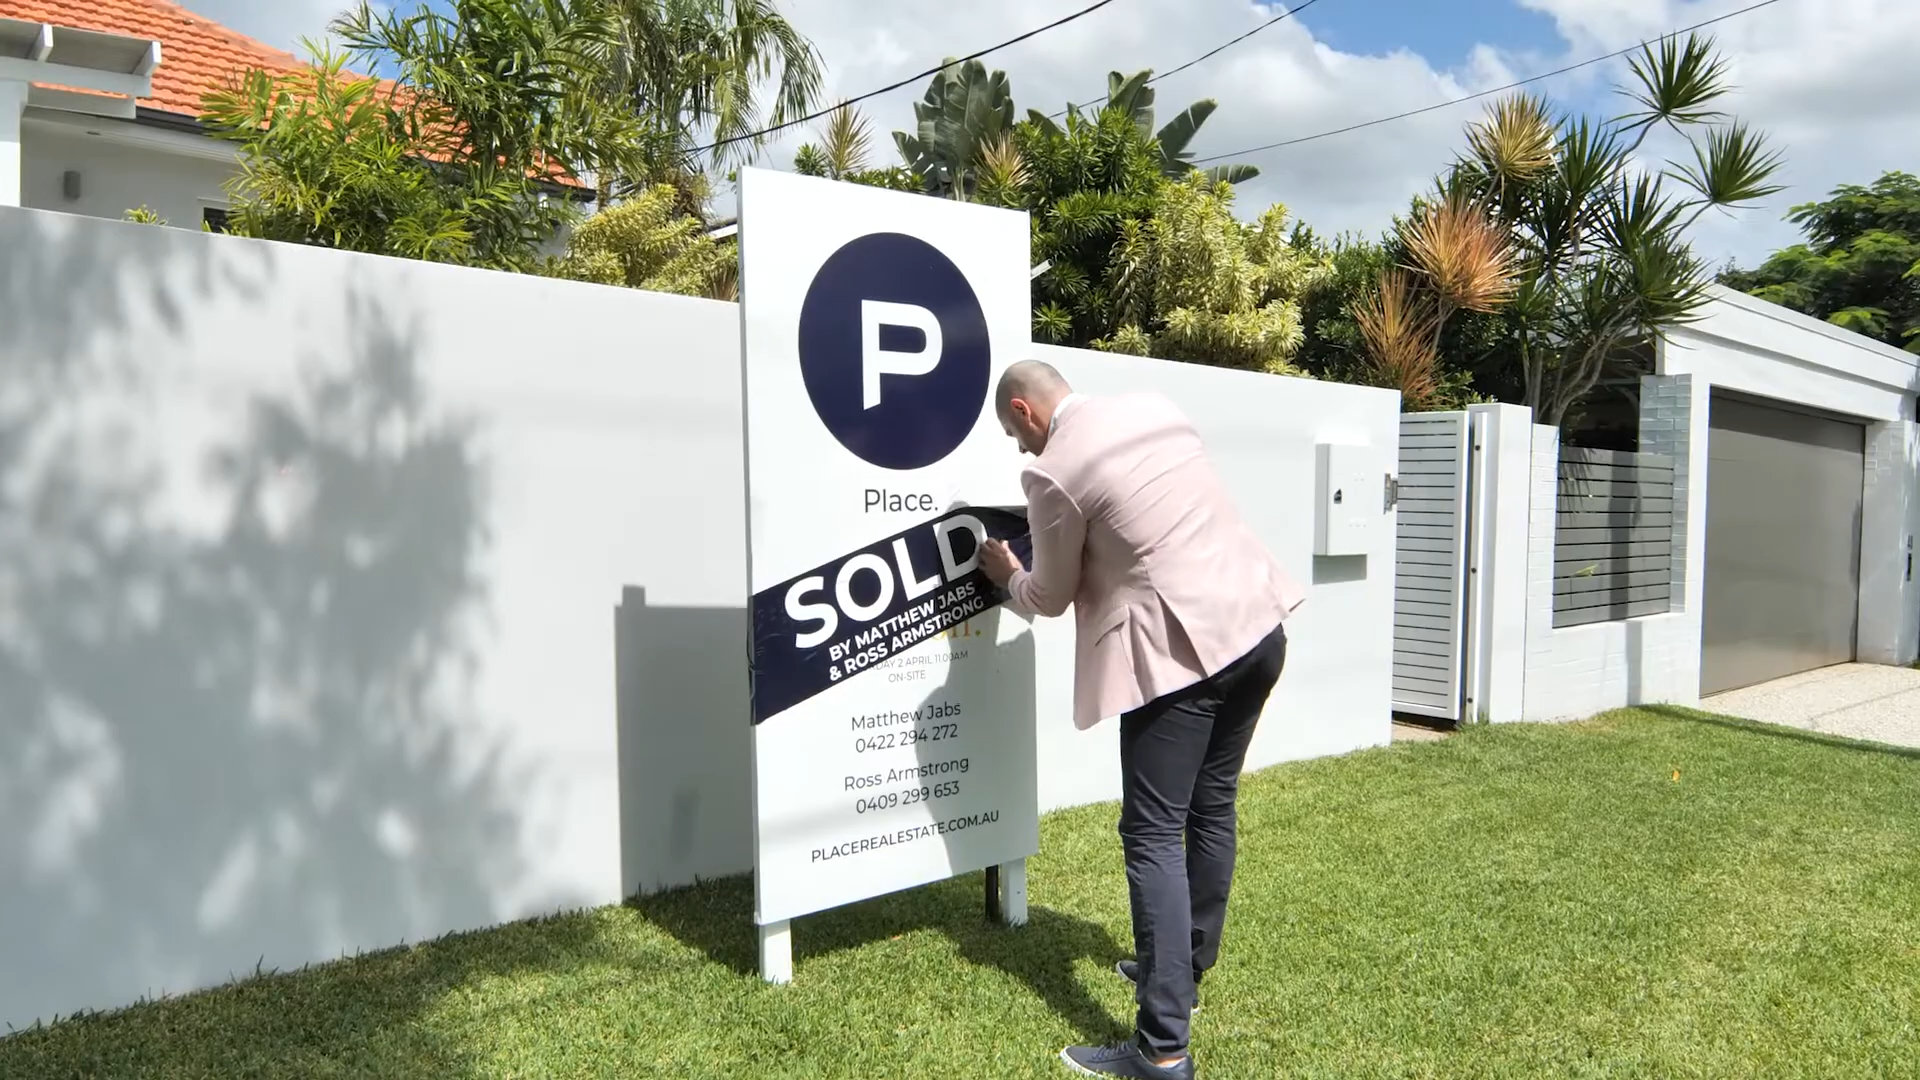 P
Place.
SOLD
BY MATTHEW JABS
& ROSS ARMSTRONG
2 APRIL 11.00AM
ON-SITE
Matthew Jabs
0422 294 272
Ross Armstrong
0409 299 653
PLACEREALESTATE.COM.AU